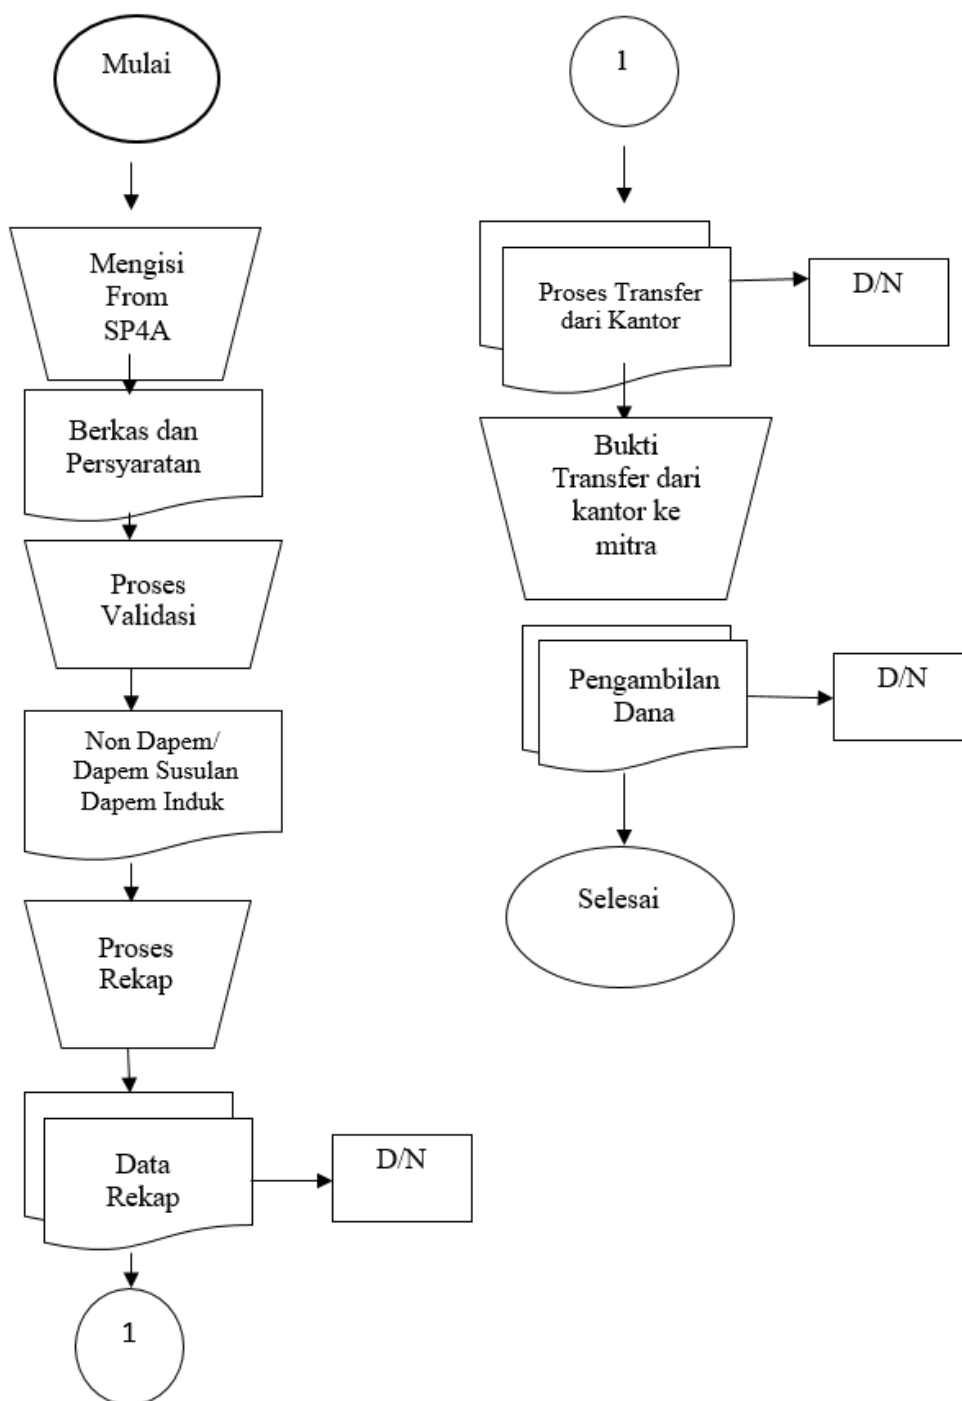 Mulai
Mengisi
From
SP4A
Berkas dan
Persyaratan
Proses
Validasi
Non Dapem/
Dapem Susulan
Dapem Induk
Proses
Rekap
Data
Rekap
D/N
1
1
Proses Transfer
dari Kantor
D/N
Bukti
Transfer dari
kantor ke
mitra
Pengambilan
Dana
D/N
Selesai